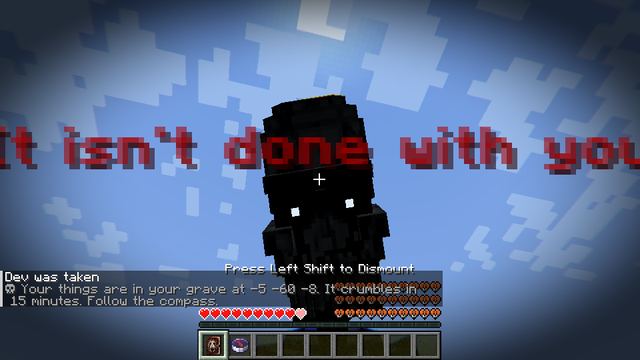 It isn't done with you
Press Left Shift to Dismount
Dev was taken
☠ Your things are in your grave at -5 -60 -8. It crumbles in
15 minutes. Follow the compass.